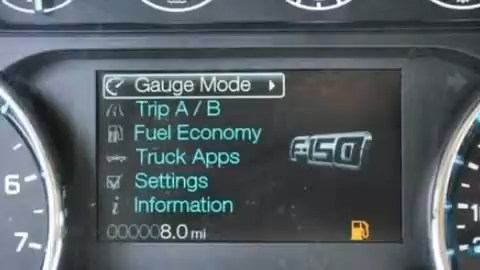 Gauge Mode
Trip A / B
Fuel Economy
Truck Apps
Settings
Information
F150
000008.0 mi
6
7